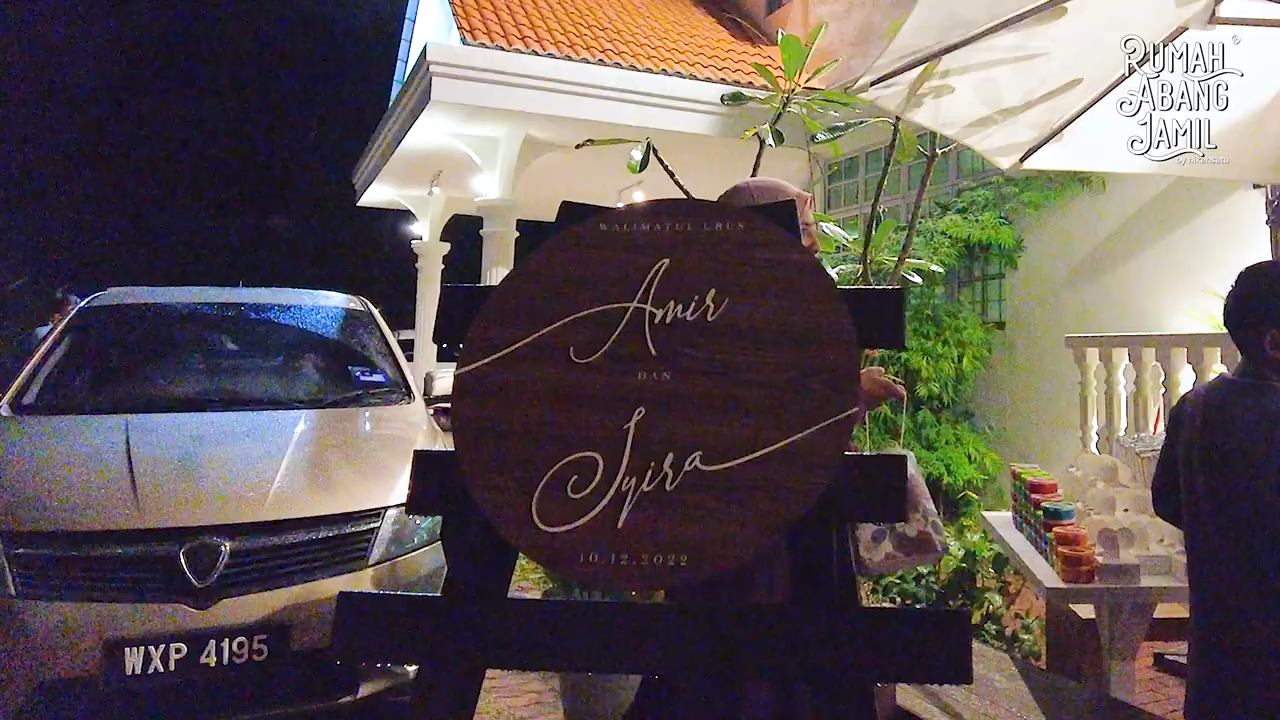 RUMAH
ABANG
JAMIL
by nikahsatu
WALIMATUL URUS
Amir
DAN
Syira
10.12.2022
WXP 4195